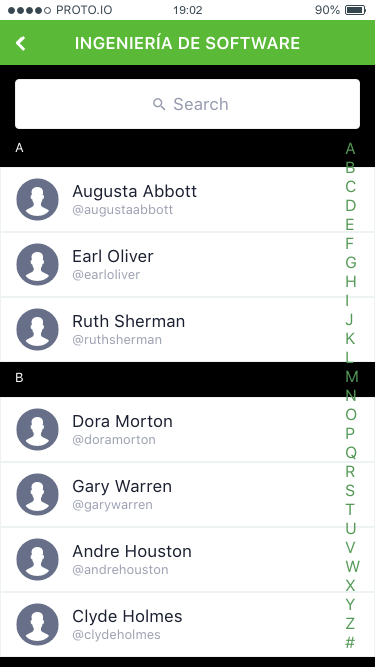 PROTO.IO 19:02 90%
INGENIERÍA DE SOFTWARE
Search
A
Augusta Abbott
@augustaabbott
Earl Oliver
@earloliver
Ruth Sherman
@ruthsherman
B
Dora Morton
@doramorton
Gary Warren
@garywarren
Andre Houston
@andrehouston
Clyde Holmes
@clydeholmes
A
B
C
D
E
F
G
H
I
J
K
L
M
N
O
P
Q
R
S
T
U
V
W
X
Y
Z
#